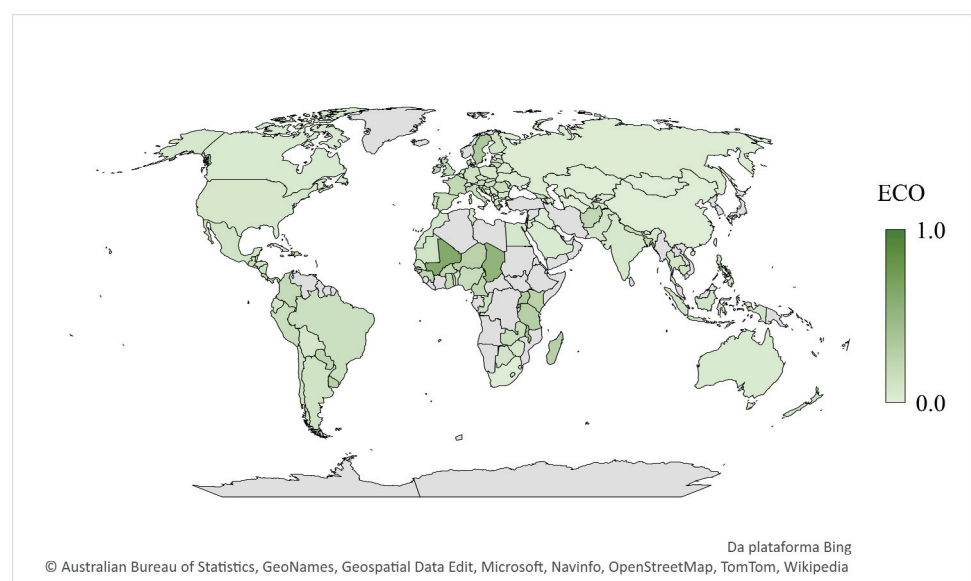 ECO
1.0
0.0
Da plataforma Bing
© Australian Bureau of Statistics, GeoNames, Geospatial Data Edit, Microsoft, Navinfo, OpenStreetMap, TomTom, Wikipedia